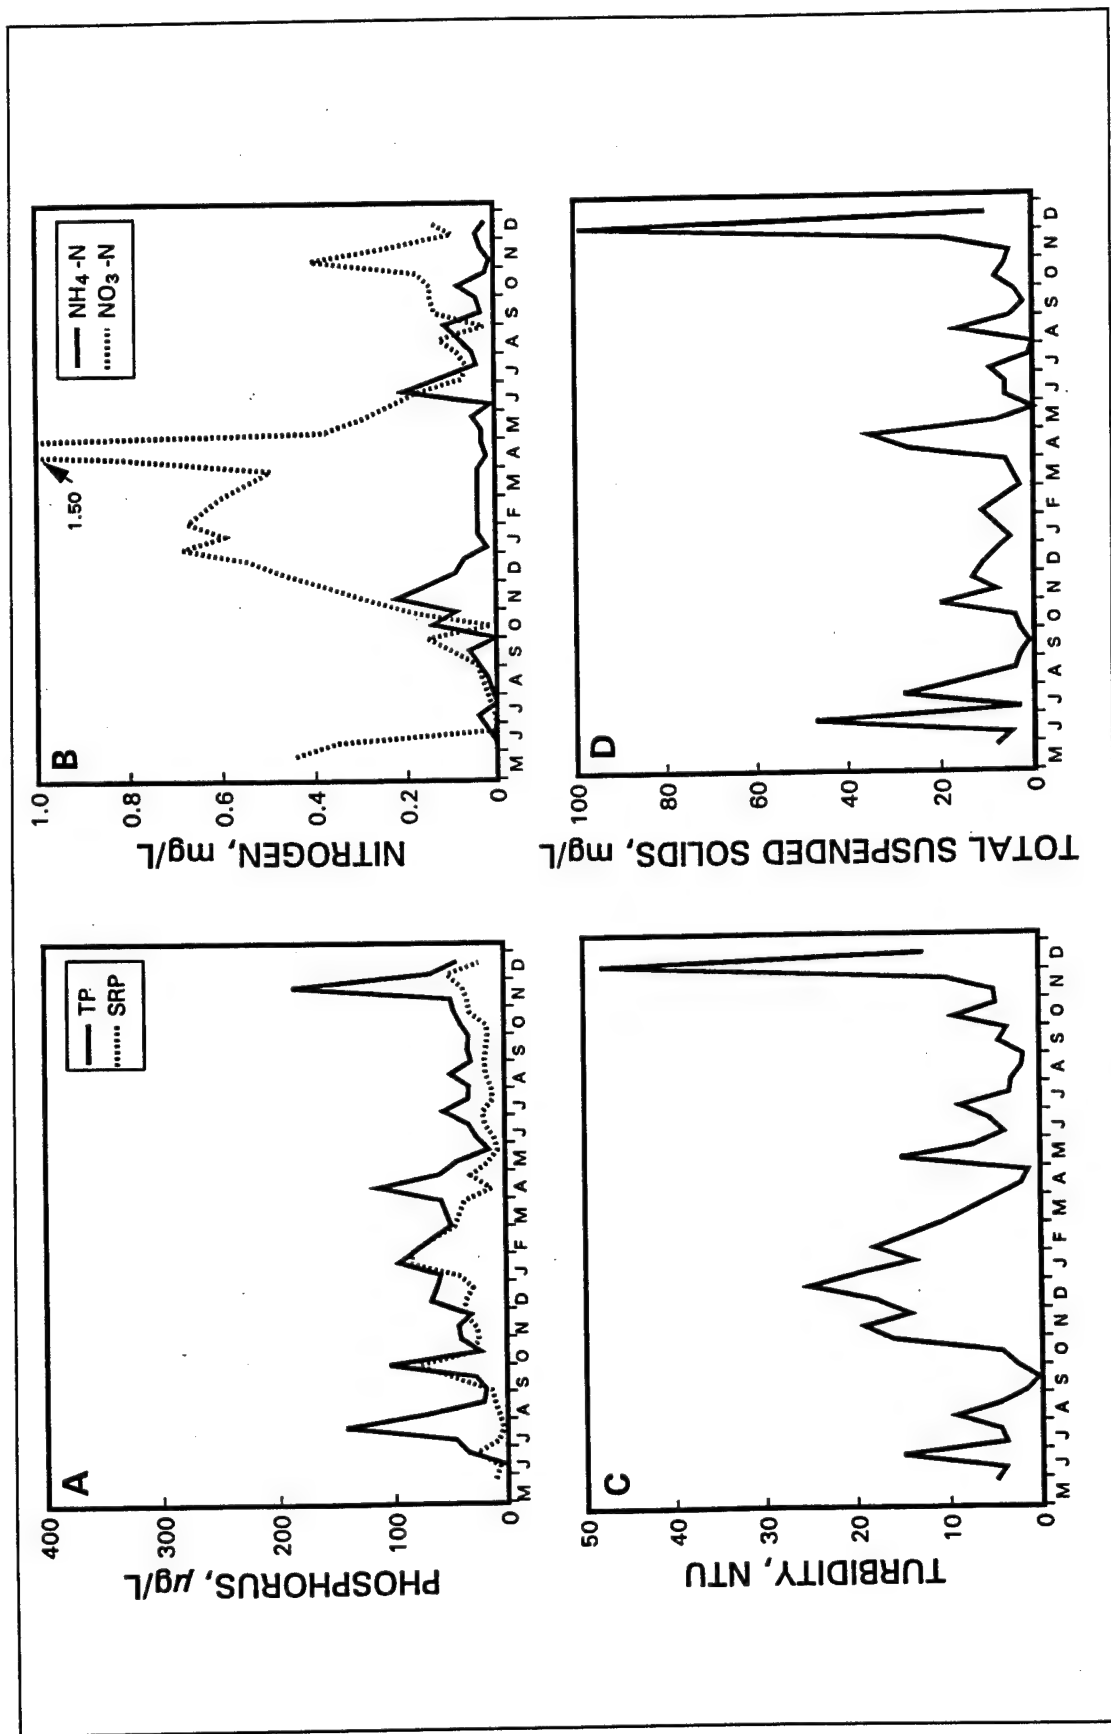 A
TP
SRP
400
300
200
100
0
PHOSPHORUS, µg/L
M J J A S O N D J F M A M J J A S O N D
B
NH4-N
NO3-N
1.50
1.0
0.8
0.6
0.4
0.2
0
NITROGEN, mg/L
M J J A S O N D J F M A M J J A S O N D
C
50
40
30
20
10
0
TURBIDITY, NTU
M J J A S O N D J F M A M J J A S O N D
D
100
80
60
40
20
0
TOTAL SUSPENDED SOLIDS, mg/L
M J J A S O N D J F M A M J J A S O N D